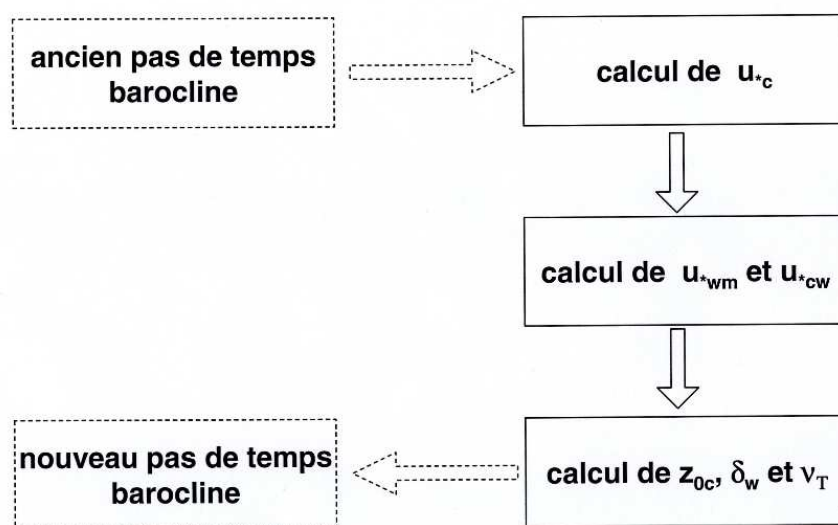 ancien pas de temps
barocline
calcul de u*c
calcul de u*wm et u*cw
calcul de z0c, δw et νT
nouveau pas de temps
barocline